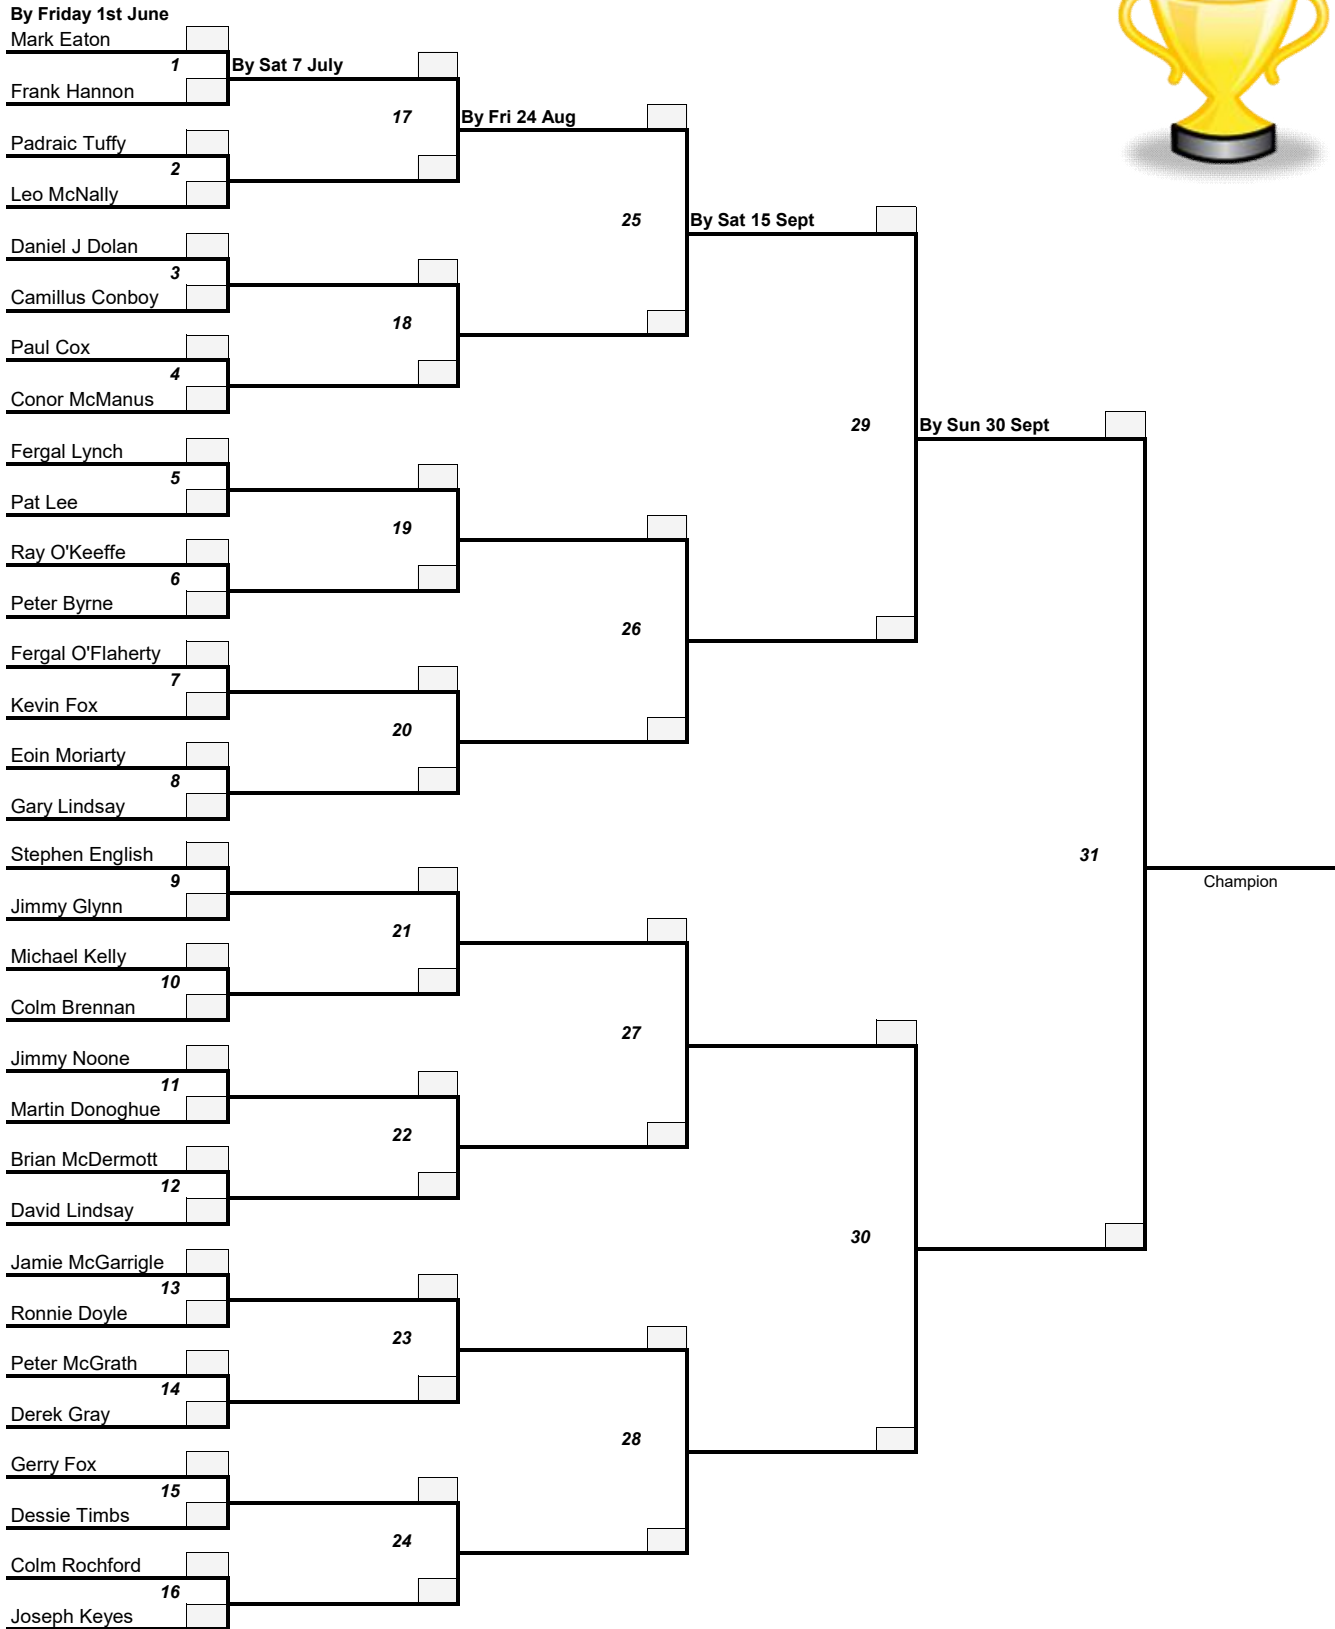 By Friday 1st June
Mark Eaton
1
By Sat 7 July
Frank Hannon
17
By Fri 24 Aug
Padraic Tuffy
2
Leo McNally
25
By Sat 15 Sept
Daniel J Dolan
3
Camillus Conboy
18
Paul Cox
4
Conor McManus
29
By Sun 30 Sept
Fergal Lynch
5
Pat Lee
19
Ray O'Keeffe
6
Peter Byrne
26
Fergal O'Flaherty
7
Kevin Fox
20
Eoin Moriarty
8
Gary Lindsay
Stephen English
31
9
Champion
Jimmy Glynn
21
Michael Kelly
10
Colm Brennan
27
Jimmy Noone
11
Martin Donoghue
22
Brian McDermott
12
David Lindsay
30
Jamie McGarrigle
13
Ronnie Doyle
23
Peter McGrath
14
Derek Gray
28
Gerry Fox
15
Dessie Timbs
24
Colm Rochford
16
Joseph Keyes